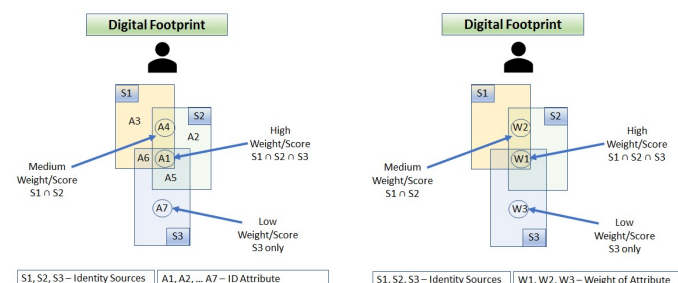 Digital Footprint
S1
S2
A3
A4
A2
A6
A1
A5
A7
S3
High
Weight/Score
S1 ∩ S2 ∩ S3
Medium
Weight/Score
S1 ∩ S2
Low
Weight/Score
S3 only
S1, S2, S3 – Identity Sources
A1, A2, ... A7 – ID Attribute
Digital Footprint
S1
S2
W2
W1
W3
S3
High
Weight/Score
S1 ∩ S2 ∩ S3
Medium
Weight/Score
S1 ∩ S2
Low
Weight/Score
S3 only
S1, S2, S3 – Identity Sources
W1, W2, W3 – Weight of Attribute